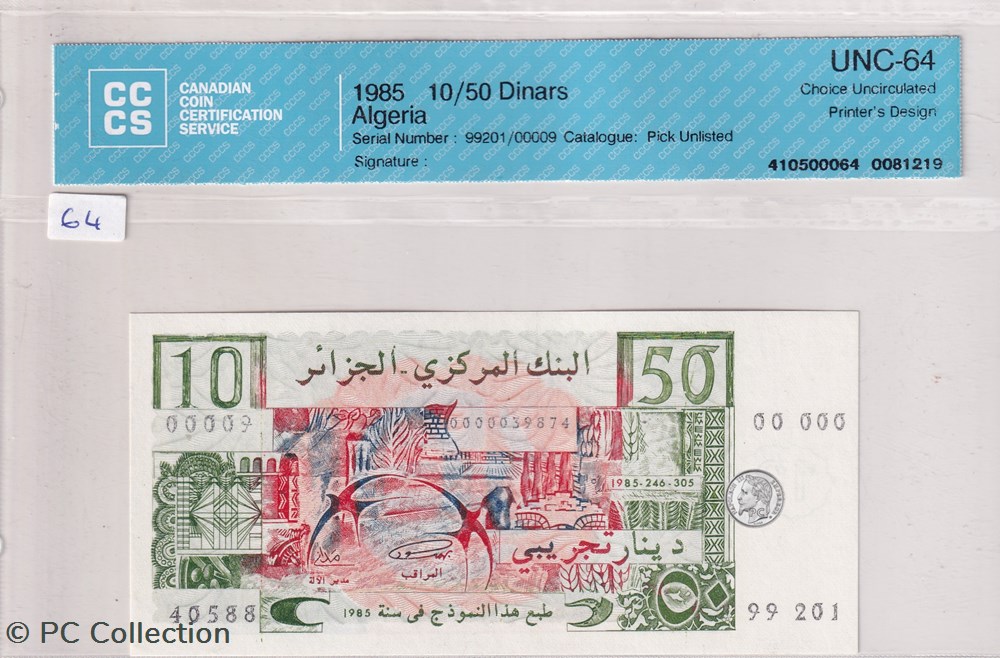 CC
CS
CANADIAN
COIN
CERTIFICATION
SERVICE
1985 10/50 Dinars
Algeria
Serial Number : 99201/00009 Catalogue: Pick Unlisted
Signature :
UNC-64
Choice Uncirculated
Printer's Design
410500064 0081219
64
10
البنك المركزي - الجزائر
50
00009
0000039874
00 000
1985-246-305
دينار تجريبي
المراقب
40588
طبع هذا النموذج في سنة 1985
99 201
© PC Collection